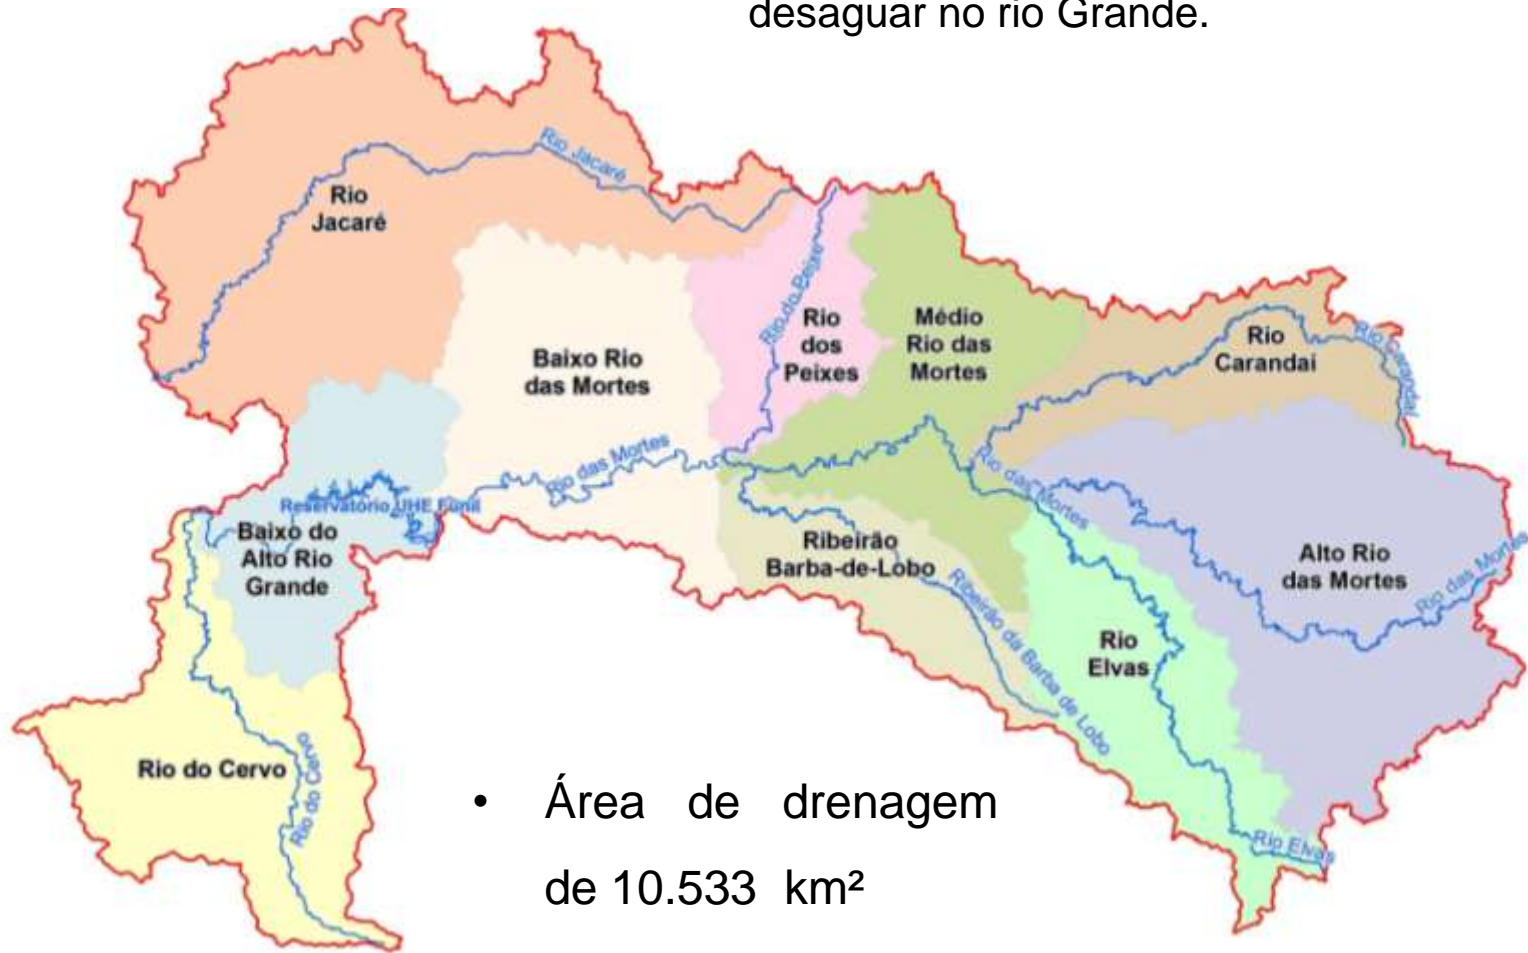 desaguar no rio Grande.
Rio Jacaré
Rio
Jacaré
Rio do Peixe
Rio
dos
Peixes
Médio
Rio das
Mortes
Rio
Carandai
Rio Carandaí
Baixo Rio
das Mortes
Rio das Mortes
Rio das Mortes
Reservatório UHE Funil
Baixo do
Alto Rio
Grande
Ribeirão
Barba-de-Lobo
Ribeirão da Barba de Lobo
Alto Rio
das Mortes
Rio das Mortes
Rio
Elvas
Rio Elvas
Rio do Cervo
Rio do Cervo
• Área de drenagem
de 10.533 km²